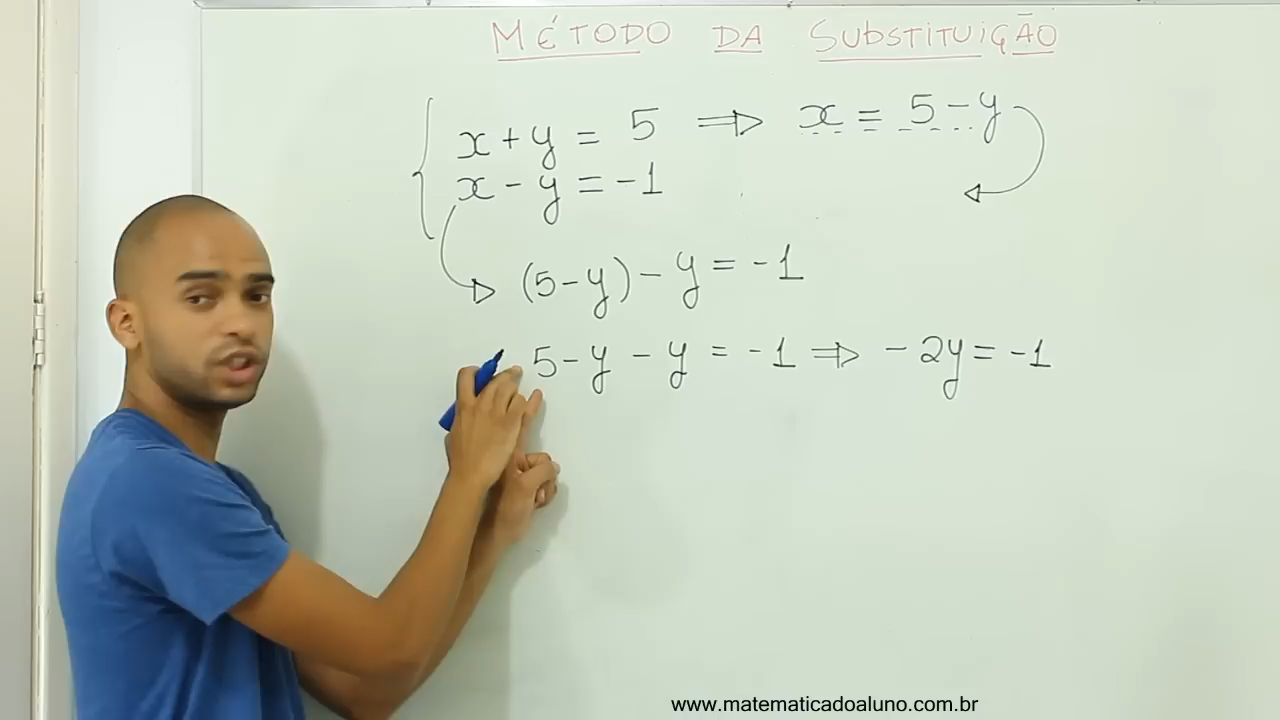 MÉTODO DA SUBSTITUIÇÃO
x + y = 5 ⇒ x = 5 - y
x - y = -1
(5 - y) - y = -1
5 - y - y = -1 ⇒ -2y = -1
www.matematicadoaluno.com.br